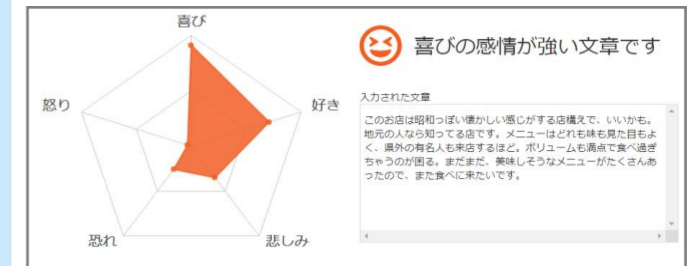 喜び
怒り
好き
恐れ
悲しみ
喜びの感情が強い文章です
入力された文章
このお店は昭和っぽい懐かしい感じがする店構えで、いいかも。
地元の人なら知ってる店です。メニューはどれも味も見た目もよ
く、県外の有名人も来店するほど。ボリュームも満点で食べ過ぎ
ちゃうのが困る。まだまだ、美味しそうなメニューがたくさんあ
ったので、また食べに来たいです。